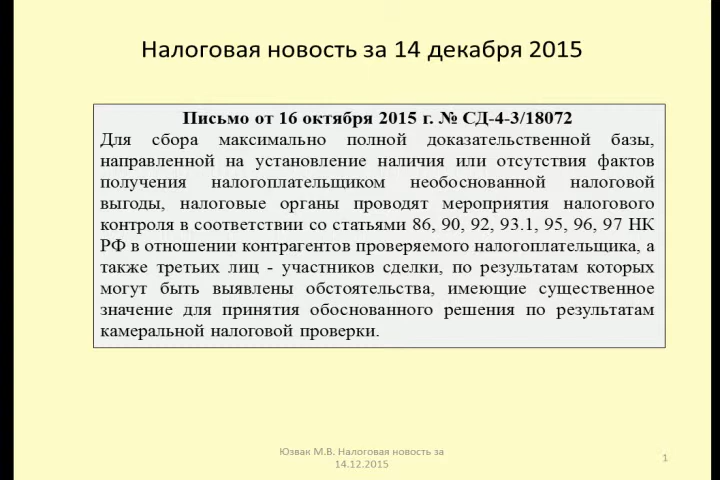 Налоговая новость за 14 декабря 2015
Письмо от 16 октября 2015 г. № СД-4-3/18072
Для сбора максимально полной доказательственной базы,
направленной на установление наличия или отсутствия фактов
получения налогоплательщиком необоснованной налоговой
выгоды, налоговые органы проводят мероприятия налогового
контроля в соответствии со статьями 86, 90, 92, 93.1, 95, 96, 97 НК
РФ в отношении контрагентов проверяемого налогоплательщика, а
также третьих лиц - участников сделки, по результатам которых
могут быть выявлены обстоятельства, имеющие существенное
значение для принятия обоснованного решения по результатам
камеральной налоговой проверки.
Юзвак М.В. Налоговая новость за
14.12.2015
1